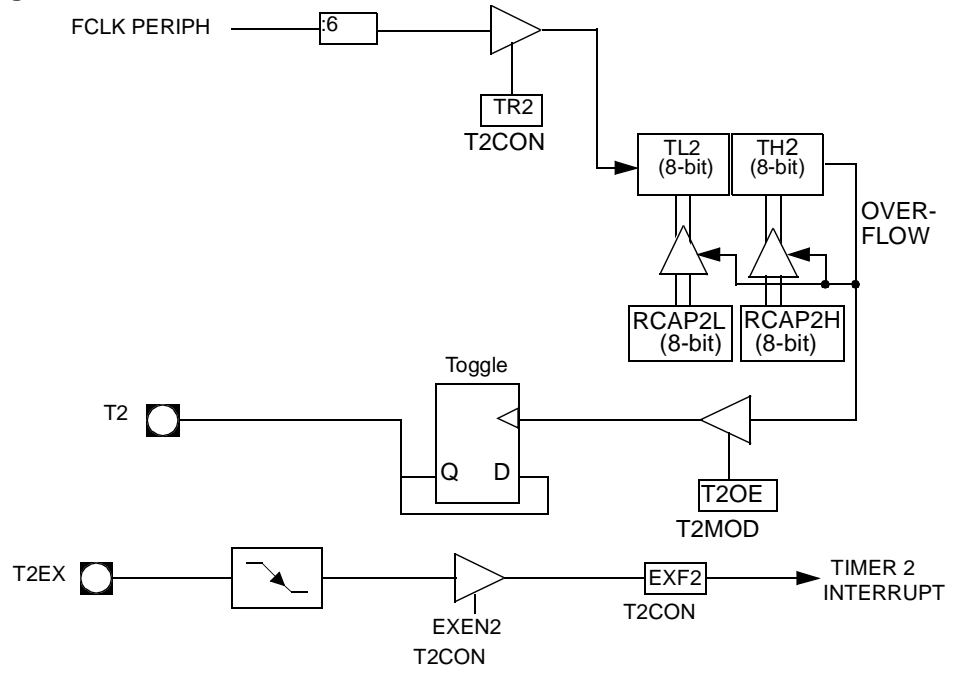 FCLK PERIPH
:6
TR2
T2CON
TL2
(8-bit)
TH2
(8-bit)
OVER-
FLOW
RCAP2L
(8-bit)
RCAP2H
(8-bit)
Toggle
T2
Q
D
T2OE
T2MOD
T2EX
EXEN2
T2CON
EXF2
T2CON
TIMER 2
INTERRUPT